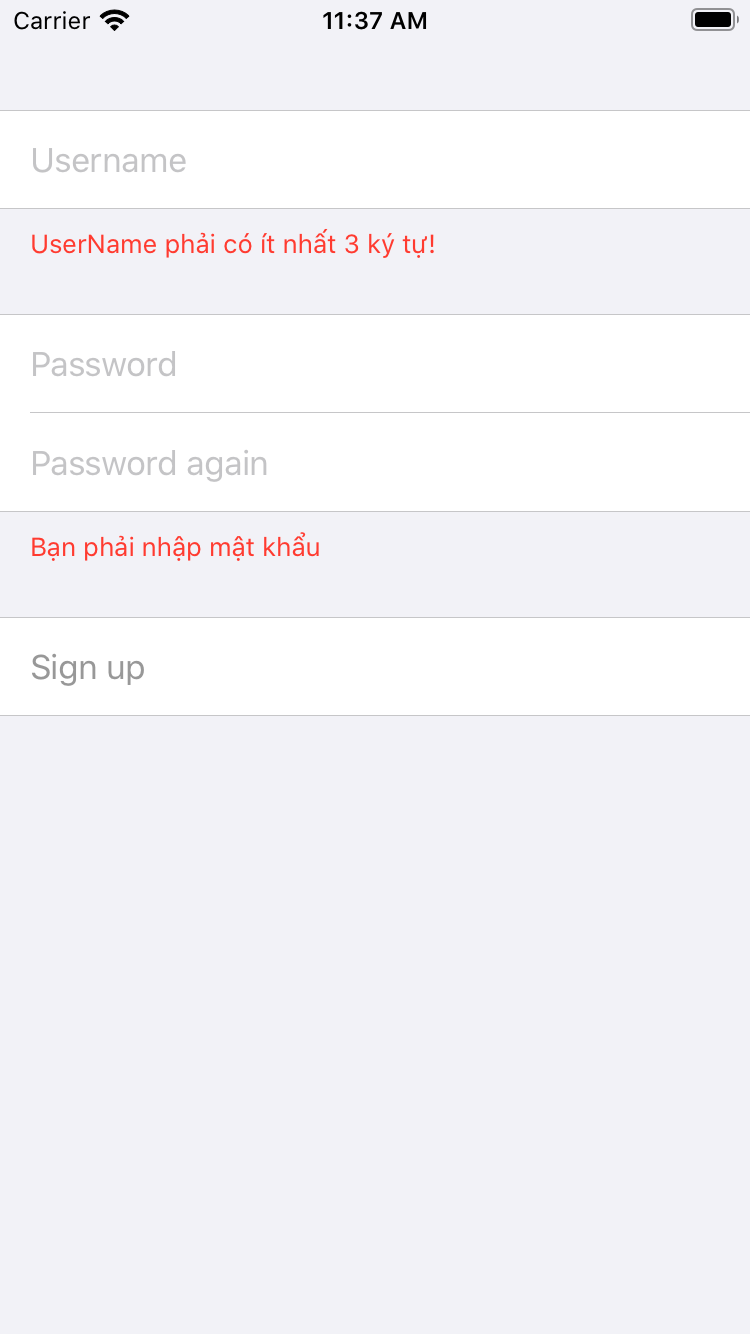 Carrier 11:37 AM
Username
UserName phải có ít nhất 3 ký tự!
Password
Password again
Bạn phải nhập mật khẩu
Sign up